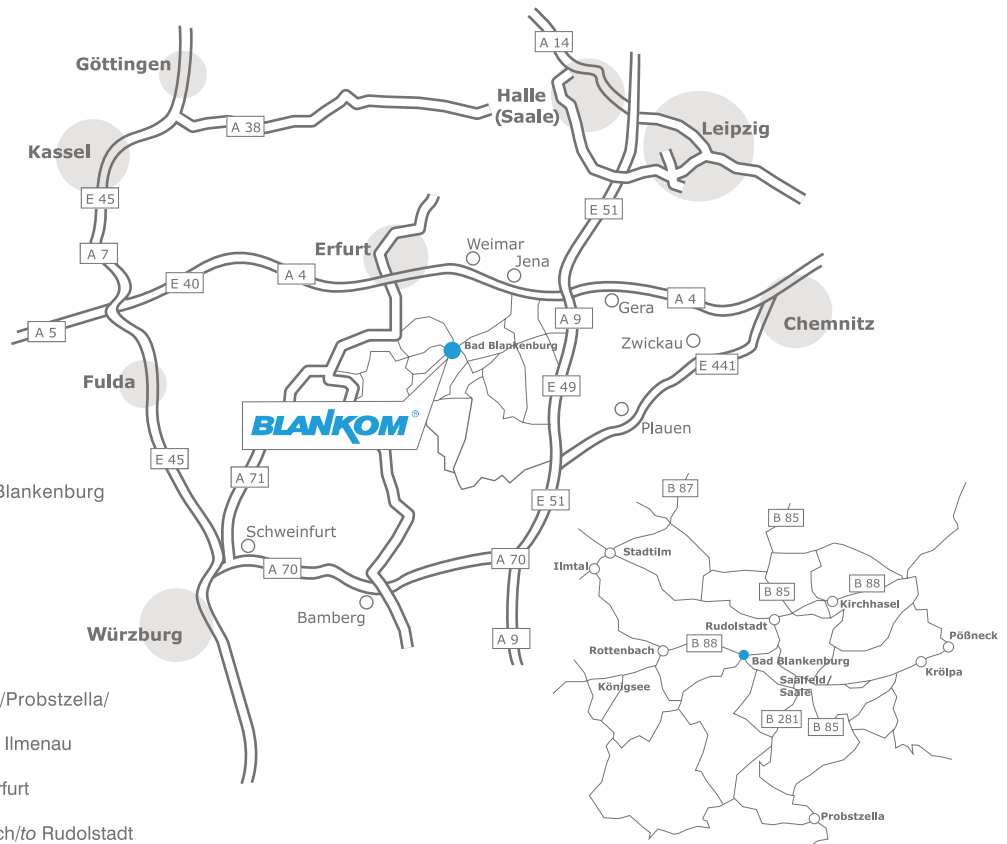 A 14
Göttingen
Halle
(Saale)
A 38
Leipzig
Kassel
E 45
E 51
Erfurt
Weimar
Jena
A 7
E 40
A 4
A 4
Gera
A 9
A 5
Chemnitz
Zwickau
Bad Blankenburg
E 441
Fulda
E 49
Plauen
BLANKOM®
E 45
A 71
Blankenburg
E 51
Schweinfurt
A 70
A 70
Bamberg
Würzburg
A 9
B 87
B 85
Stadtilm
Ilmtal
B 88
B 85
Kirchhasel
Rudolstadt
Pößneck
B 88
Rottenbach
Bad Blankenburg
Krölpa
Königsee
Saalfeld/
Saale
B 281
B 85
Probstzella
/Probstzella/
Ilmenau
rfurt
ch/to Rudolstadt